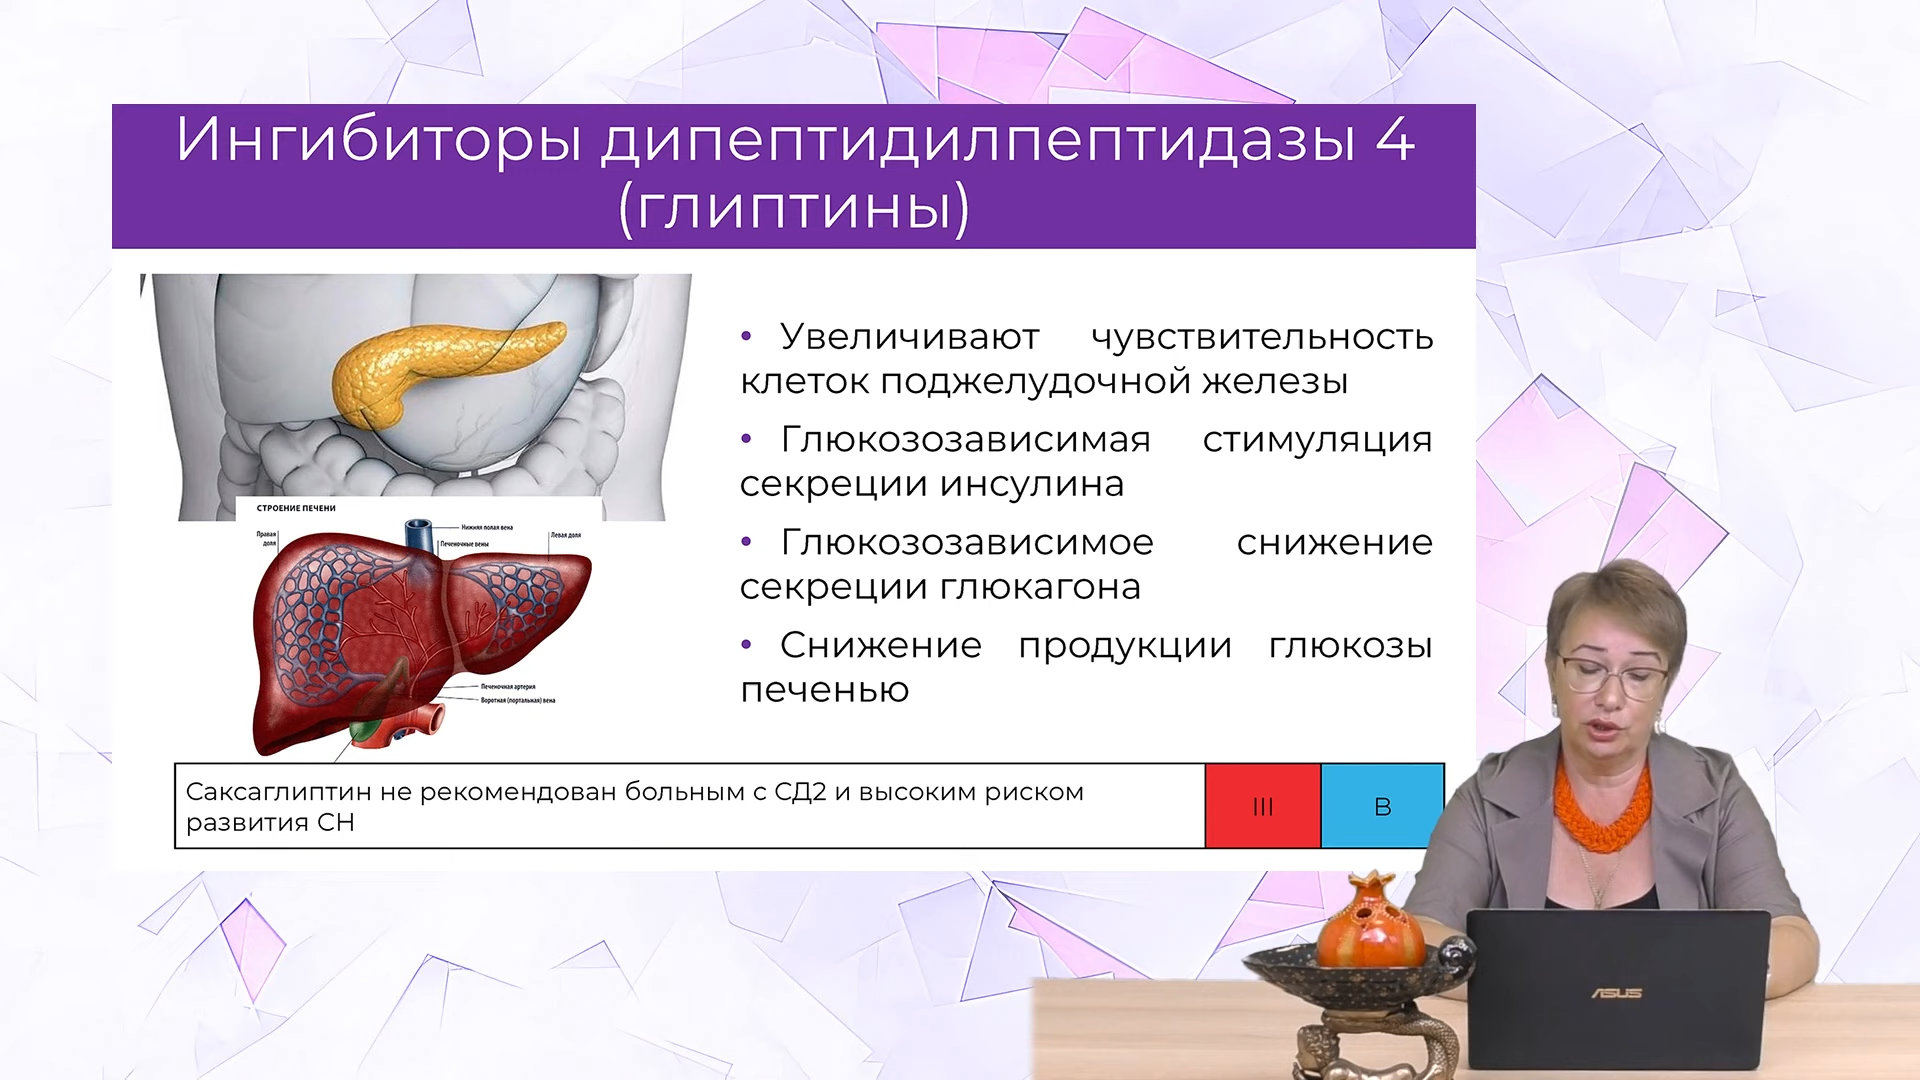 Ингибиторы дипептидилпептидазы 4
(глиптины)
• Увеличивают чувствительность
клеток поджелудочной железы
• Глюкозозависимая стимуляция
секреции инсулина
• Глюкозозависимое снижение
секреции глюкагона
• Снижение продукции глюкозы
печенью
СТРОЕНИЕ ПЕЧЕНИ
Правая
доля
Нижняя полая вена
Печеночные вены
Левая доля
Печеночная артерия
Воротная (портальная) вена
Саксаглиптин не рекомендован больным с СД2 и высоким риском
развития СН
III
B
ASUS